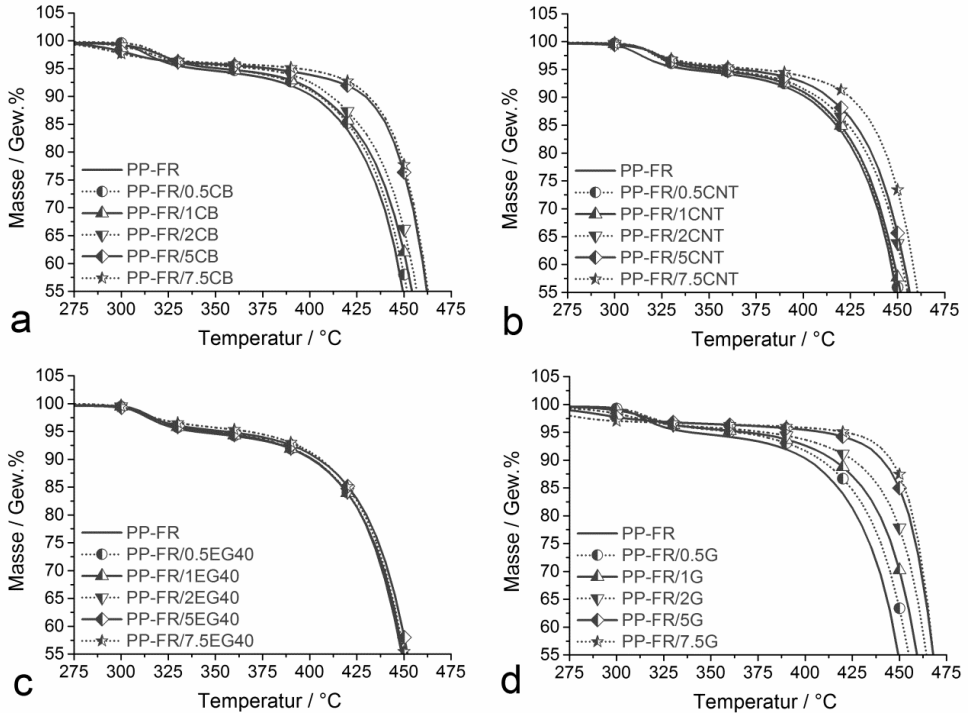 105
100
95
90
85
80
75
70
65
60
55
Masse / Gew.%
PP-FR
PP-FR/0.5CB
PP-FR/1CB
PP-FR/2CB
PP-FR/5CB
PP-FR/7.5CB
275 300 325 350 375 400 425 450 475
Temperatur / °C
a
105
100
95
90
85
80
75
70
65
60
55
Masse / Gew.%
PP-FR
PP-FR/0.5CNT
PP-FR/1CNT
PP-FR/2CNT
PP-FR/5CNT
PP-FR/7.5CNT
275 300 325 350 375 400 425 450 475
Temperatur / °C
b
105
100
95
90
85
80
75
70
65
60
55
Masse / Gew.%
PP-FR
PP-FR/0.5EG40
PP-FR/1EG40
PP-FR/2EG40
PP-FR/5EG40
PP-FR/7.5EG40
275 300 325 350 375 400 425 450 475
Temperatur / °C
c
105
100
95
90
85
80
75
70
65
60
55
Masse / Gew.%
PP-FR
PP-FR/0.5G
PP-FR/1G
PP-FR/2G
PP-FR/5G
PP-FR/7.5G
275 300 325 350 375 400 425 450 475
Temperatur / °C
d